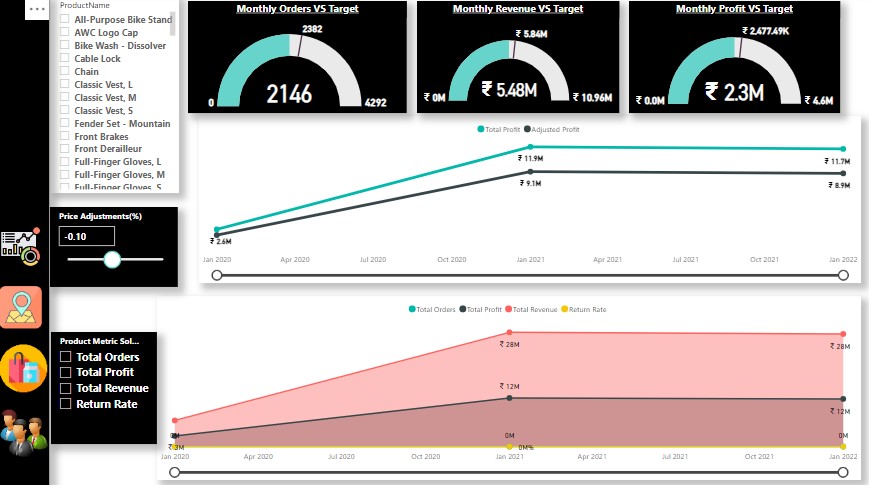 ProductName
All-Purpose Bike Stand
AWC Logo Cap
Bike Wash - Dissolver
Cable Lock
Chain
Classic Vest, L
Classic Vest, M
Classic Vest, S
Fender Set - Mountain
Front Brakes
Front Derailleur
Full-Finger Gloves, L
Full-Finger Gloves, M
Full-Finger Gloves, S
Monthly Orders VS Target
2382
2146
0
4292
Monthly Revenue VS Target
₹ 5.84M
₹ 5.48M
₹ 0M
₹ 10.96M
Monthly Profit VS Target
₹ 2,477.49K
₹ 2.3M
₹ 0.0M
₹ 4.6M
Total Profit Adjusted Profit
₹ 11.9M
₹ 11.7M
₹ 9.1M
₹ 8.9M
₹ 2.6M
Jan 2020 Apr 2020 Jul 2020 Oct 2020 Jan 2021 Apr 2021 Jul 2021 Oct 2021 Jan 2022
Price Adjustments(%)
-0.10
Product Metric Sol...
Total Orders
Total Profit
Total Revenue
Return Rate
Total Orders Total Profit Total Revenue Return Rate
₹ 28M
₹ 28M
₹ 12M
₹ 12M
0M 0M 0M
₹ 3M 0M%
Jan 2020 Apr 2020 Jul 2020 Oct 2020 Jan 2021 Apr 2021 Jul 2021 Oct 2021 Jan 2022